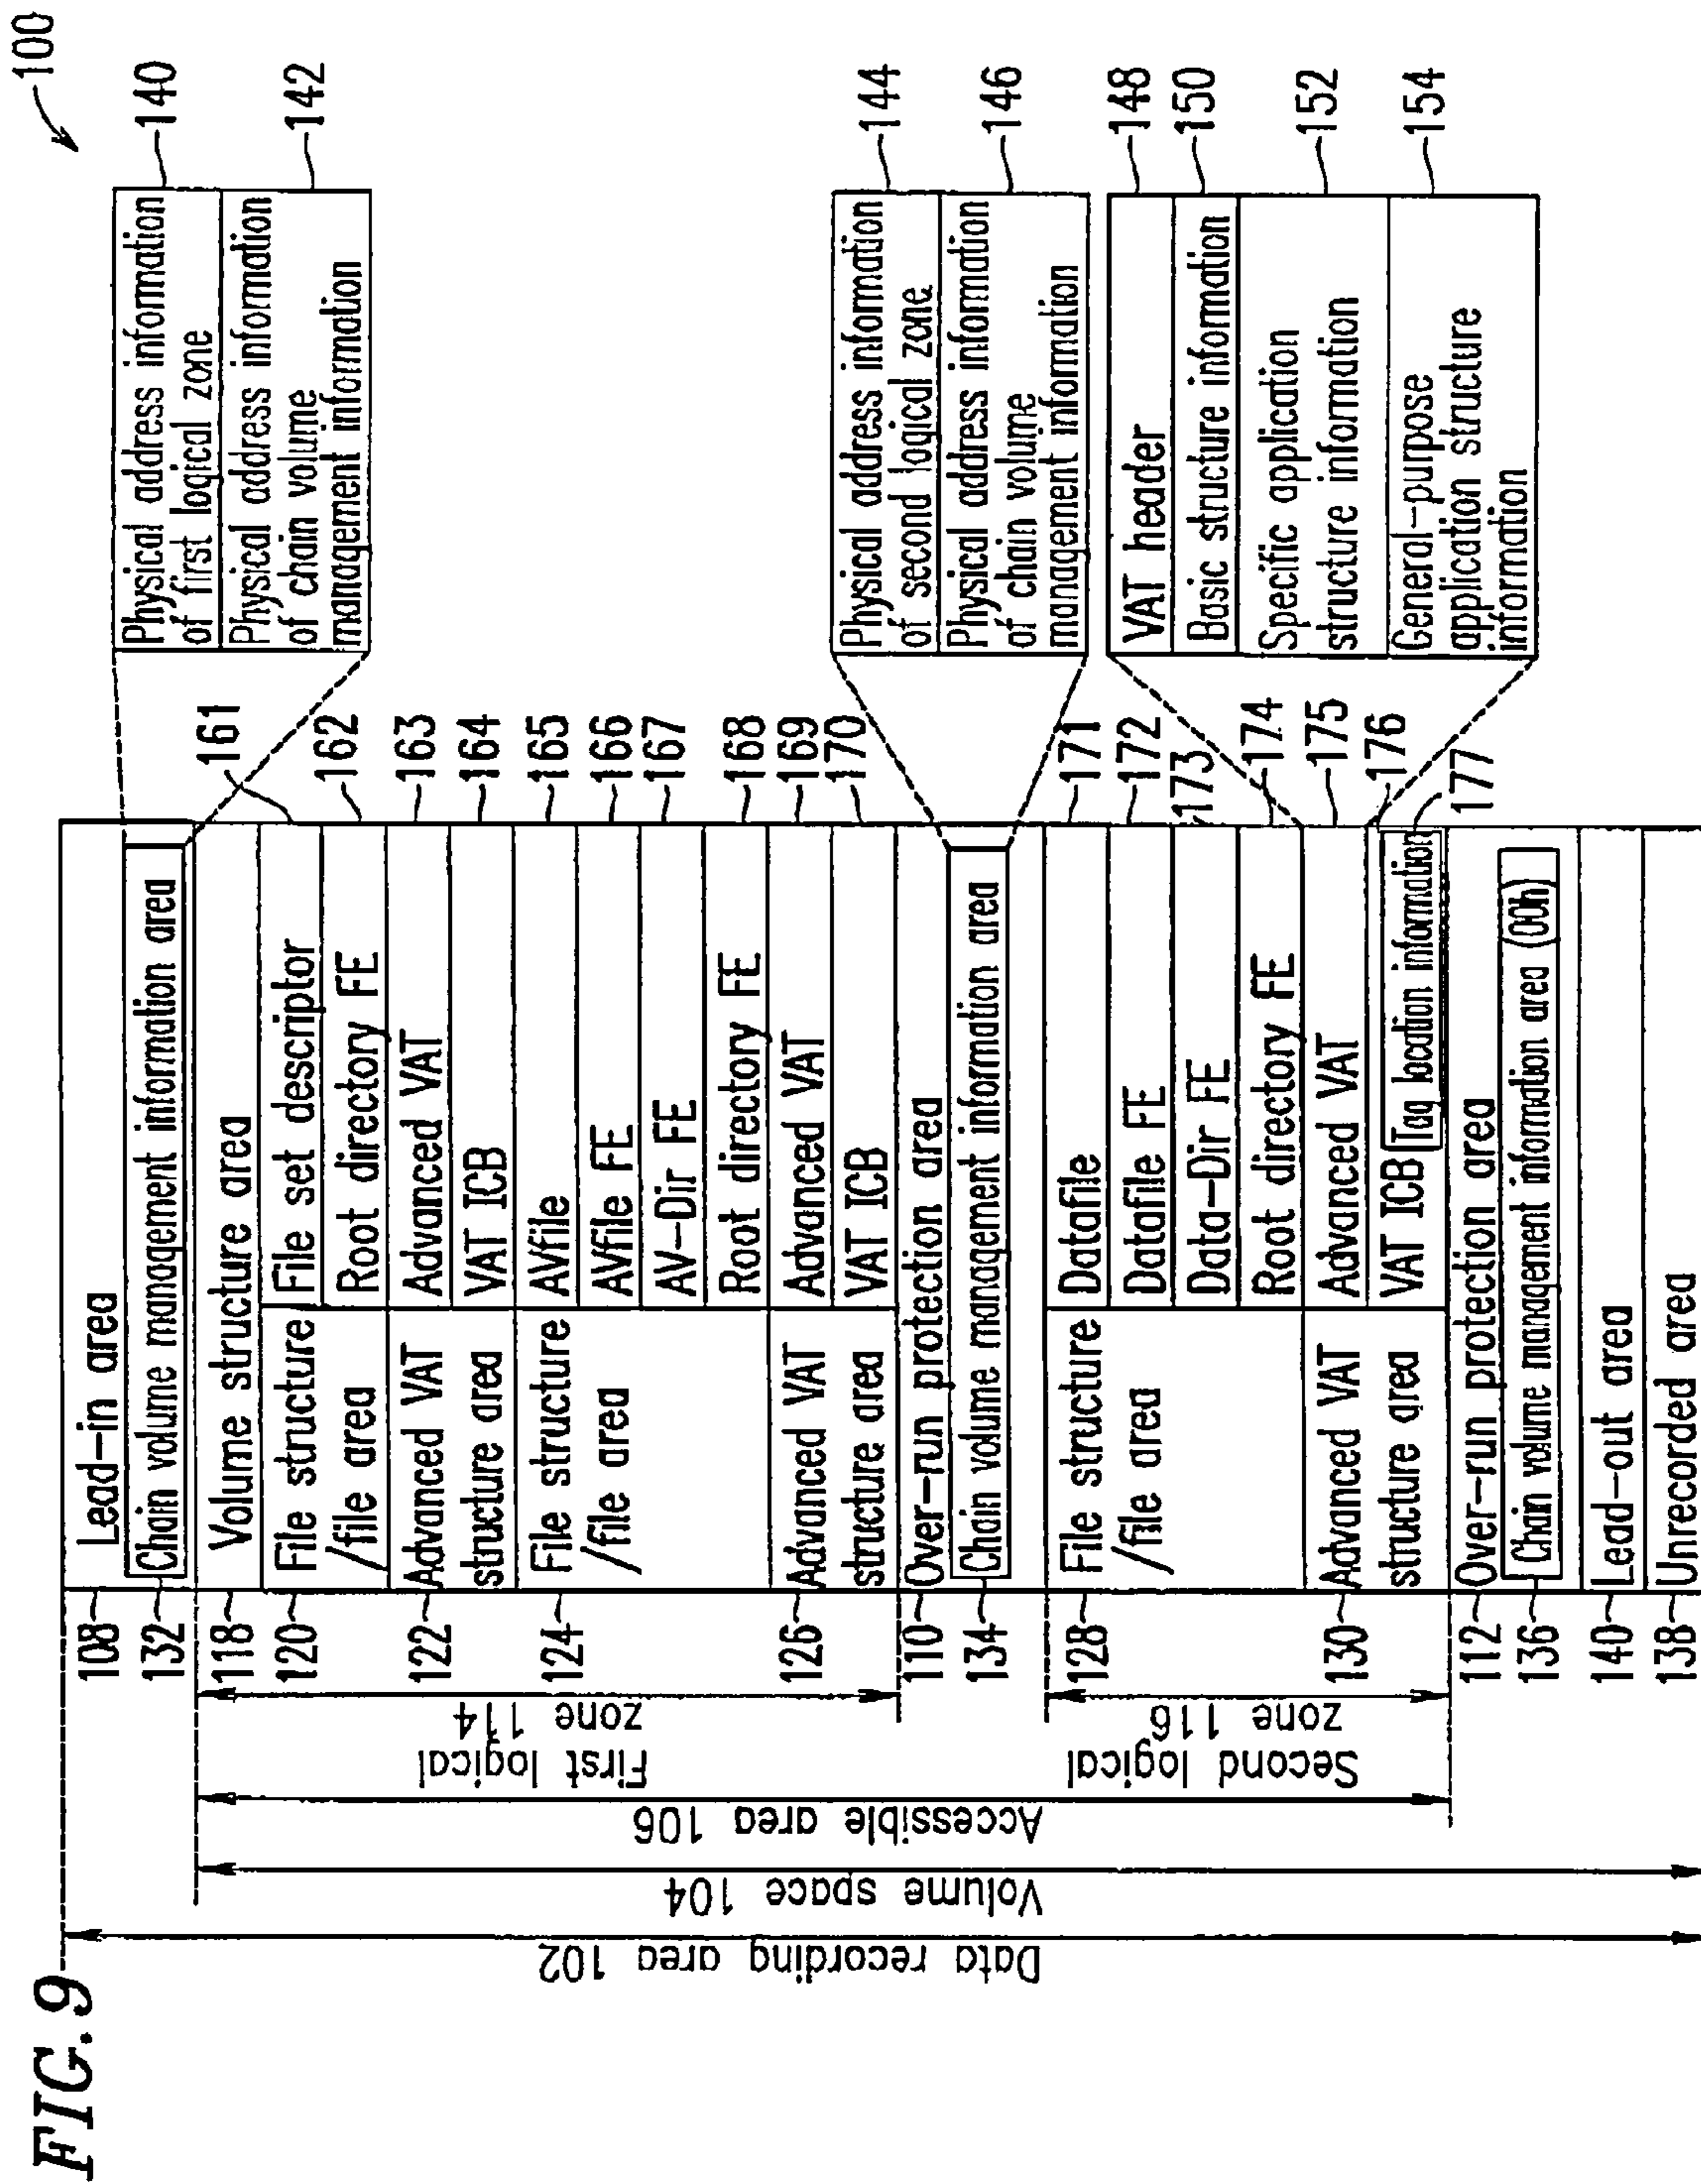 FIG. 9
100
Data recording area 102
Volume space 104
Accessible area 106
First logical
zone 114
Second logical
zone 116
108
Lead-in area
132
Chain volume management information area
118
Volume structure area
120
File structure
/file area
File set descriptor
161
Root directory FE
162
122
Advanced VAT
structure area
Advanced VAT
163
VAT ICB
164
124
File structure
/file area
AVfile
165
AVfile FE
166
AV-Dir FE
167
Root directory FE
168
126
Advanced VAT
structure area
Advanced VAT
169
VAT ICB
170
110
Over-run protection area
134
Chain volume management information area
128
File structure
/file area
Datafile
171
Datafile FE
172
Data-Dir FE
173
Root directory FE
174
130
Advanced VAT
structure area
Advanced VAT
175
VAT ICB
176
Tag location information
177
112
Over-run protection area
136
Chain volume management information area (00h)
140
Lead-out area
138
Unrecorded area
Physical address information
of first logical zone
140
Physical address information
of chain volume
management information
142
Physical address information
of second logical zone
144
Physical address information
of chain volume
management information
146
VAT header
148
Basic structure information
150
Specific application
structure information
152
General-purpose
application structure
information
154